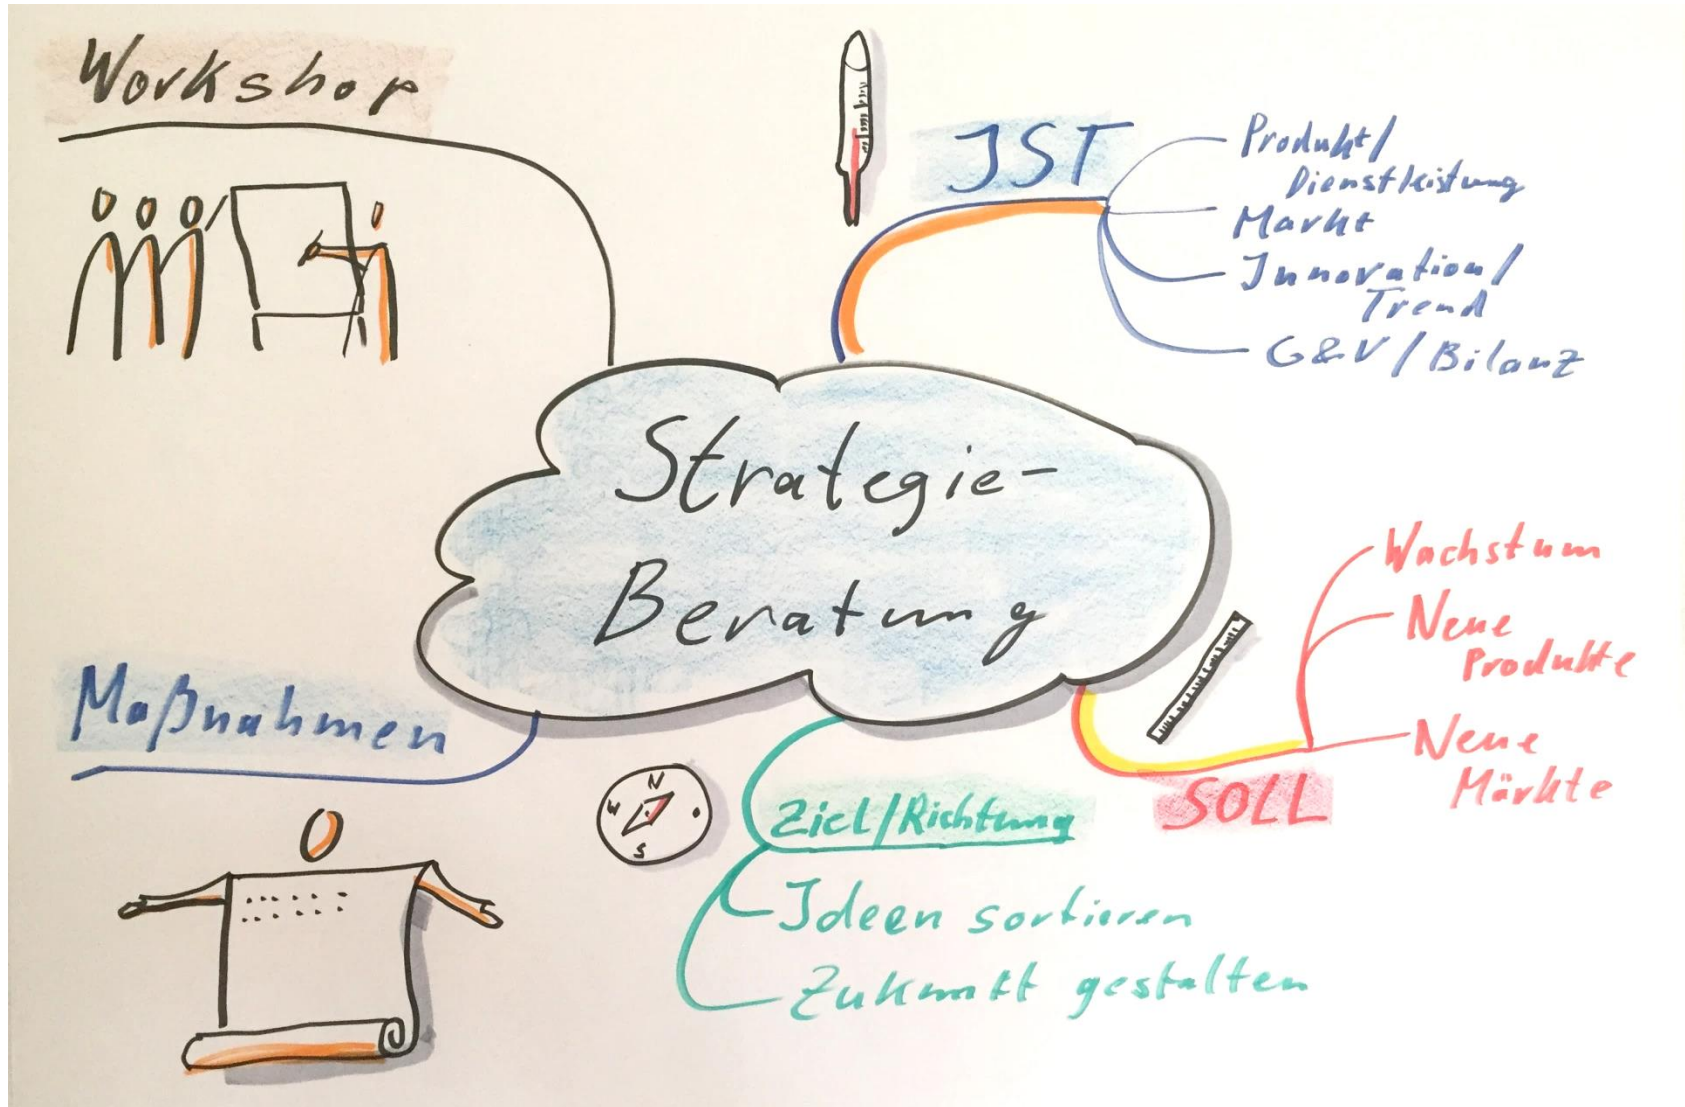 Workshop
IST
Produkt/
Dienstleistung
Markt
Innovation/
Trend
G&V/Bilanz
Strategie-
Beratung
Wachstum
Neue
Produkte
Neue
Märkte
SOLL
Maßnahmen
N
W
S
Ziel/Richtung
Ideen sortieren
Zukunft gestalten